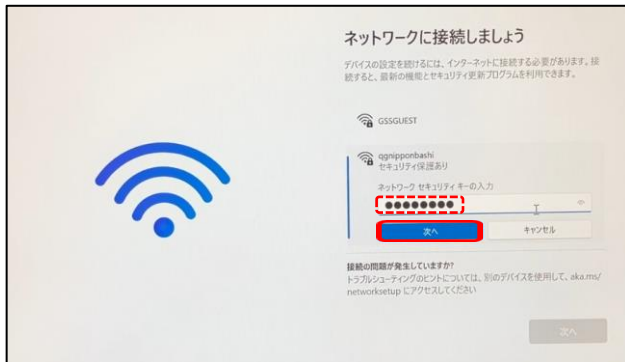 ネットワークに接続しましょう
デバイスの設定を続けるには、インターネットに接続する必要があります。接
続すると、最新の機能とセキュリティ更新プログラムを利用できます。
GSSGUEST
qgnipponbashi
セキュリティ保護あり
ネットワーク セキュリティ キーの入力
●●●●●●●●
次へ
キャンセル
接続の問題が発生していますか?
トラブルシューティングのヒントについては、別のデバイスを使用して、aka.ms/
networksetup にアクセスしてください
次へ